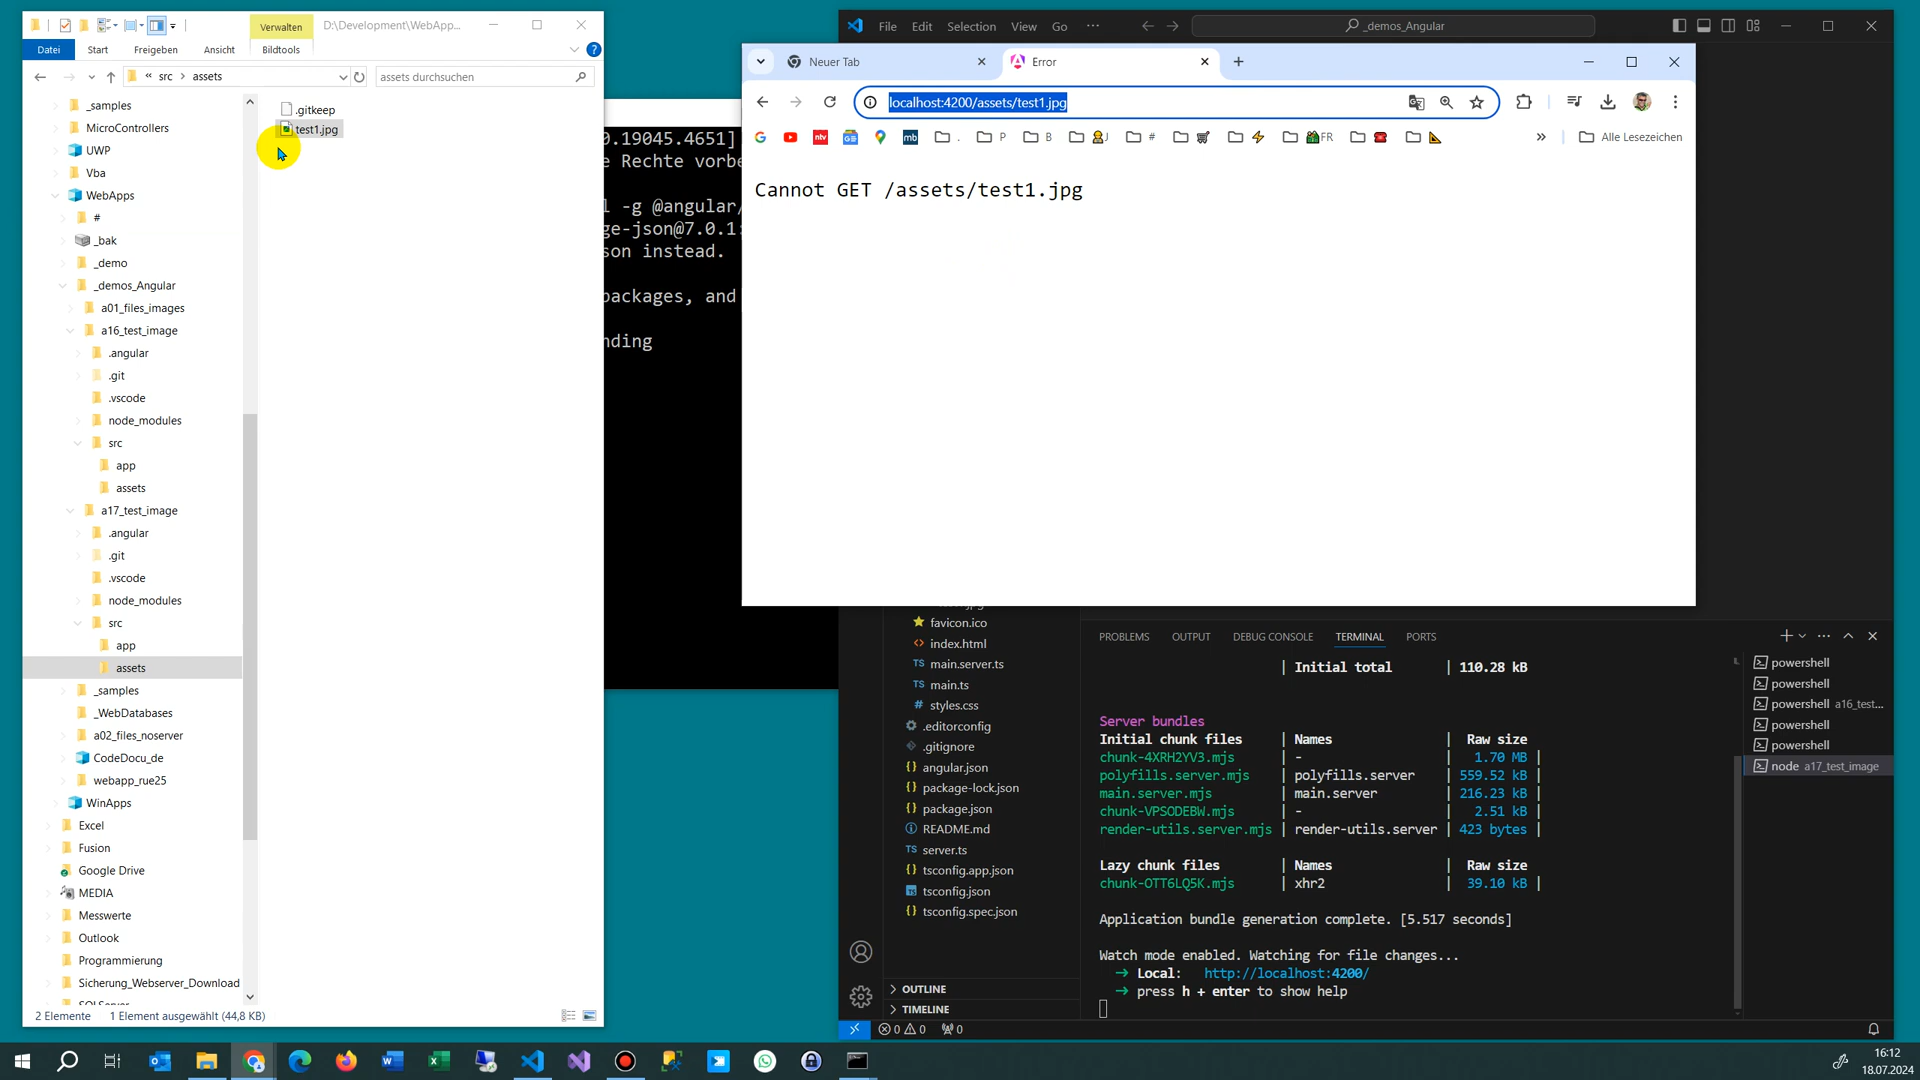 Verwalten
D:\Development\WebApp...
Datei
Start
Freigeben
Ansicht
Bildtools
src
assets
assets durchsuchen
_samples
MicroControllers
UWP
Vba
WebApps
#
_bak
_demo
_demos_Angular
a01_files_images
a16_test_image
.angular
.git
.vscode
node_modules
src
app
assets
a17_test_image
.angular
.git
.vscode
node_modules
src
app
assets
_samples
_WebDatabases
a02_files_noserver
CodeDocu_de
webapp_rue25
WinApps
Excel
Fusion
Google Drive
MEDIA
Messwerte
Outlook
Programmierung
Sicherung_Webserver_Download
.gitkeep
test1.jpg
2 Elemente
1 Element ausgewählt (44,8 KB)
0.19045.4651]
e Rechte vorbe
l -g @angular/
ge-json@7.0.1:
son instead.
packages, and
nding
File
Edit
Selection
View
Go
...
_demos_Angular
Neuer Tab
Error
localhost:4200/assets/test1.jpg
ntv
mb
.
P
B
J
#
FR
»
Alle Lesezeichen
Cannot GET /assets/test1.jpg
favicon.ico
index.html
TS main.server.ts
TS main.ts
# styles.css
.editorconfig
.gitignore
{} angular.json
{} package-lock.json
{} package.json
README.md
TS server.ts
{} tsconfig.app.json
tsconfig.json
{} tsconfig.spec.json
OUTLINE
TIMELINE
PROBLEMS
OUTPUT
DEBUG CONSOLE
TERMINAL
PORTS
| Initial total | 110.28 kB
Server bundles
Initial chunk files | Names | Raw size
chunk-4XRH2YV3.mjs | - | 1.70 MB |
polyfills.server.mjs | polyfills.server | 559.52 kB |
main.server.mjs | main.server | 216.23 kB |
chunk-VPSODEBW.mjs | - | 2.51 kB |
render-utils.server.mjs | render-utils.server | 423 bytes |
Lazy chunk files | Names | Raw size
chunk-OTT6LQ5K.mjs | xhr2 | 39.10 kB |
Application bundle generation complete. [5.517 seconds]
Watch mode enabled. Watching for file changes...
➜ Local: http://localhost:4200/
➜ press h + enter to show help
powershell
powershell
powershell a16_test...
powershell
powershell
node a17_test_image
0 0
0
16:12
18.07.2024